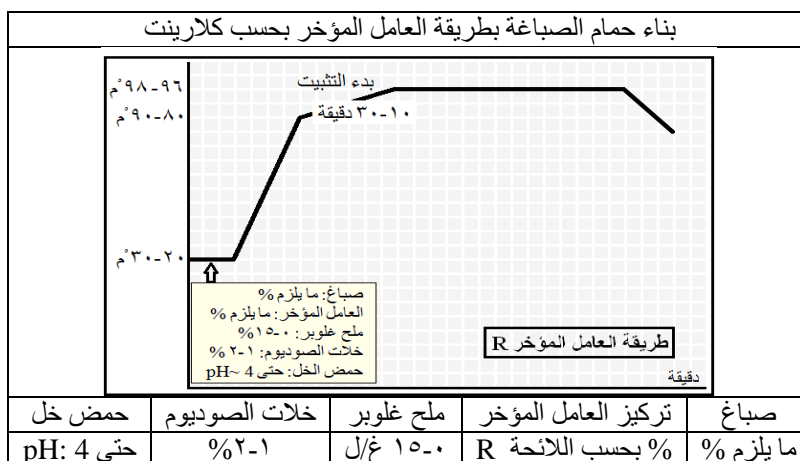 بناء حمام الصباغة بطريقة العامل المؤخر بحسب كلارينت
٩٦-٩٨°م
بدء التثبيت
٨٠-٩٠°م
١٠-٣٠ دقيقة
٢٠-٣٠°م
صباغ: ما يلزم %
العامل المؤخر: ما يلزم %
ملح غلوبر: ٠-١٥%
خلات الصوديوم: ١-٢ %
حمض الخل: حتى pH~ 4
طريقة العامل المؤخر R
دقيقة
صباغ تركيز العامل المؤخر ملح غلوبر خلات الصوديوم حمض خل
ما يلزم % % بحسب اللائحة R ٠-١٥ غ/ل ١-٢% حتى pH: 4